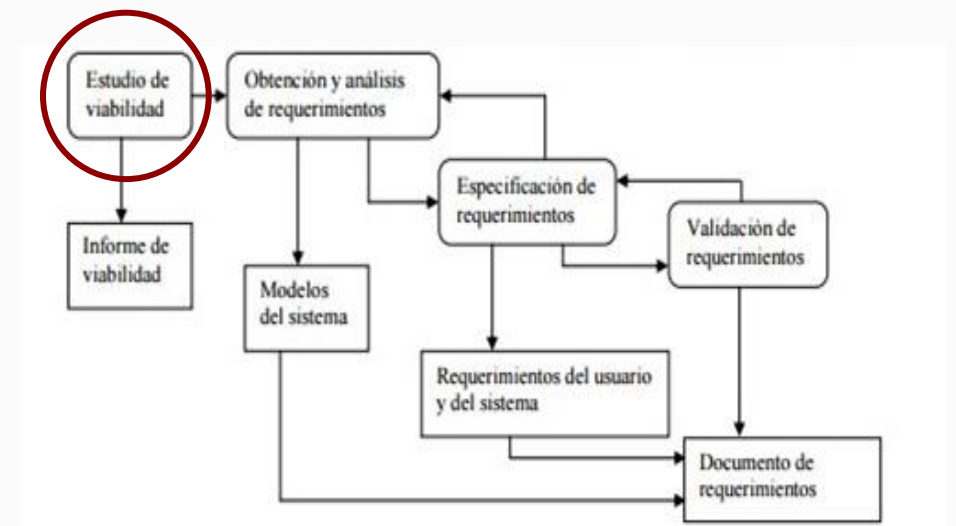 Estudio de
viabilidad
Obtención y análisis
de requerimientos
Especificación de
requerimientos
Validación de
requerimientos
Informe de
viabilidad
Modelos
del sistema
Requerimientos del usuario
y del sistema
Documento de
requerimientos